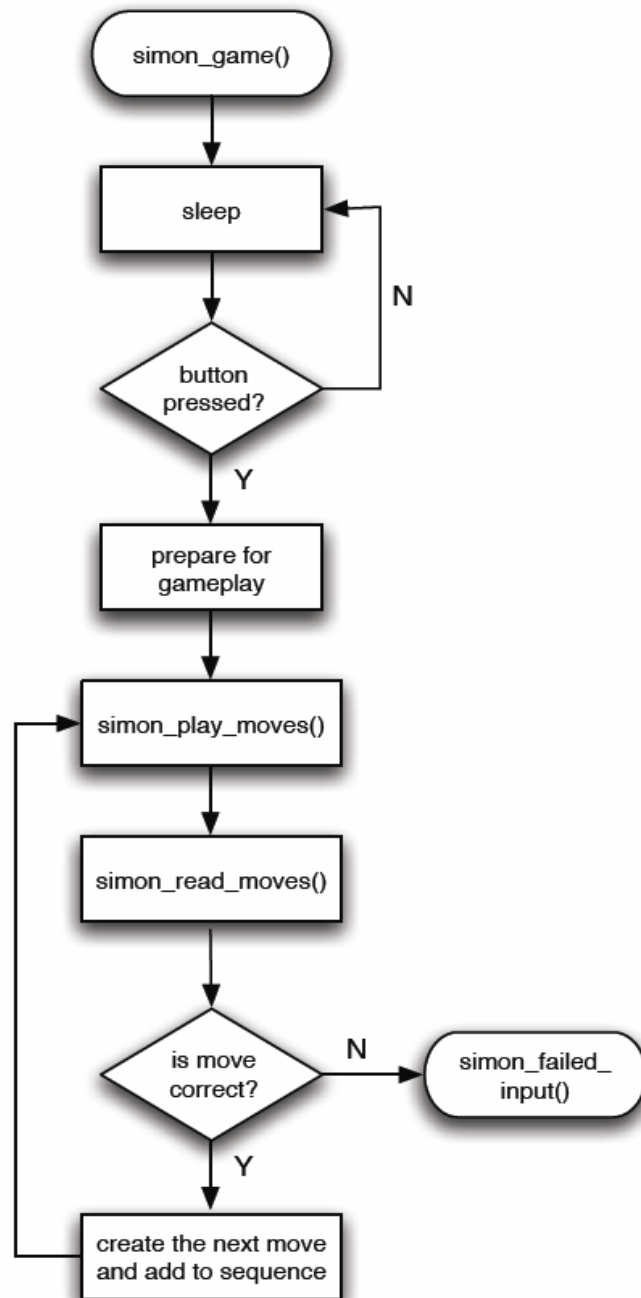 simon_game()
sleep
N
button
pressed?
Y
prepare for
gameplay
simon_play_moves()
simon_read_moves()
is move
correct?
N
simon_failed_
input()
Y
create the next move
and add to sequence